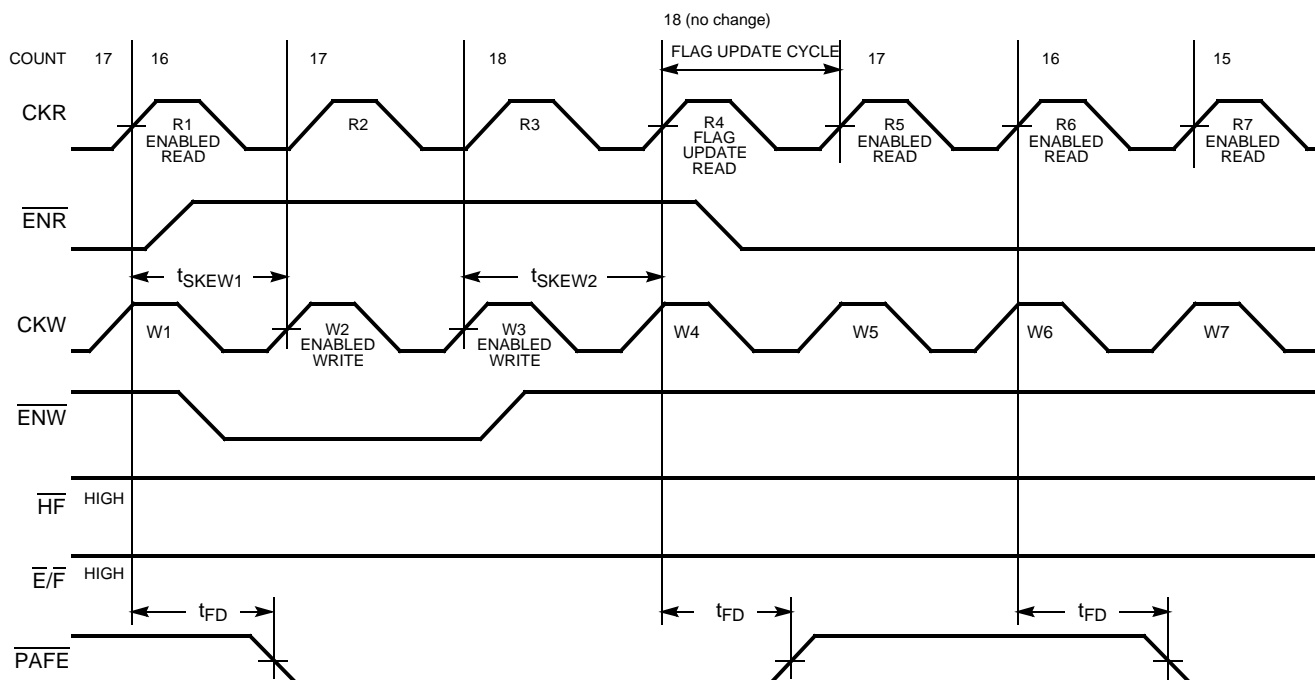 18 (no change)
COUNT 17 16 17 18 FLAG UPDATE CYCLE 17 16 15
CKR
R1 ENABLED READ
R2
R3
R4 FLAG UPDATE READ
R5 ENABLED READ
R6 ENABLED READ
R7 ENABLED READ
ENR
tSKEW1 tSKEW2
CKW
W1
W2 ENABLED WRITE
W3 ENABLED WRITE
W4
W5
W6
W7
ENW
HF HIGH
E/F HIGH
tFD tFD tFD
PAFE